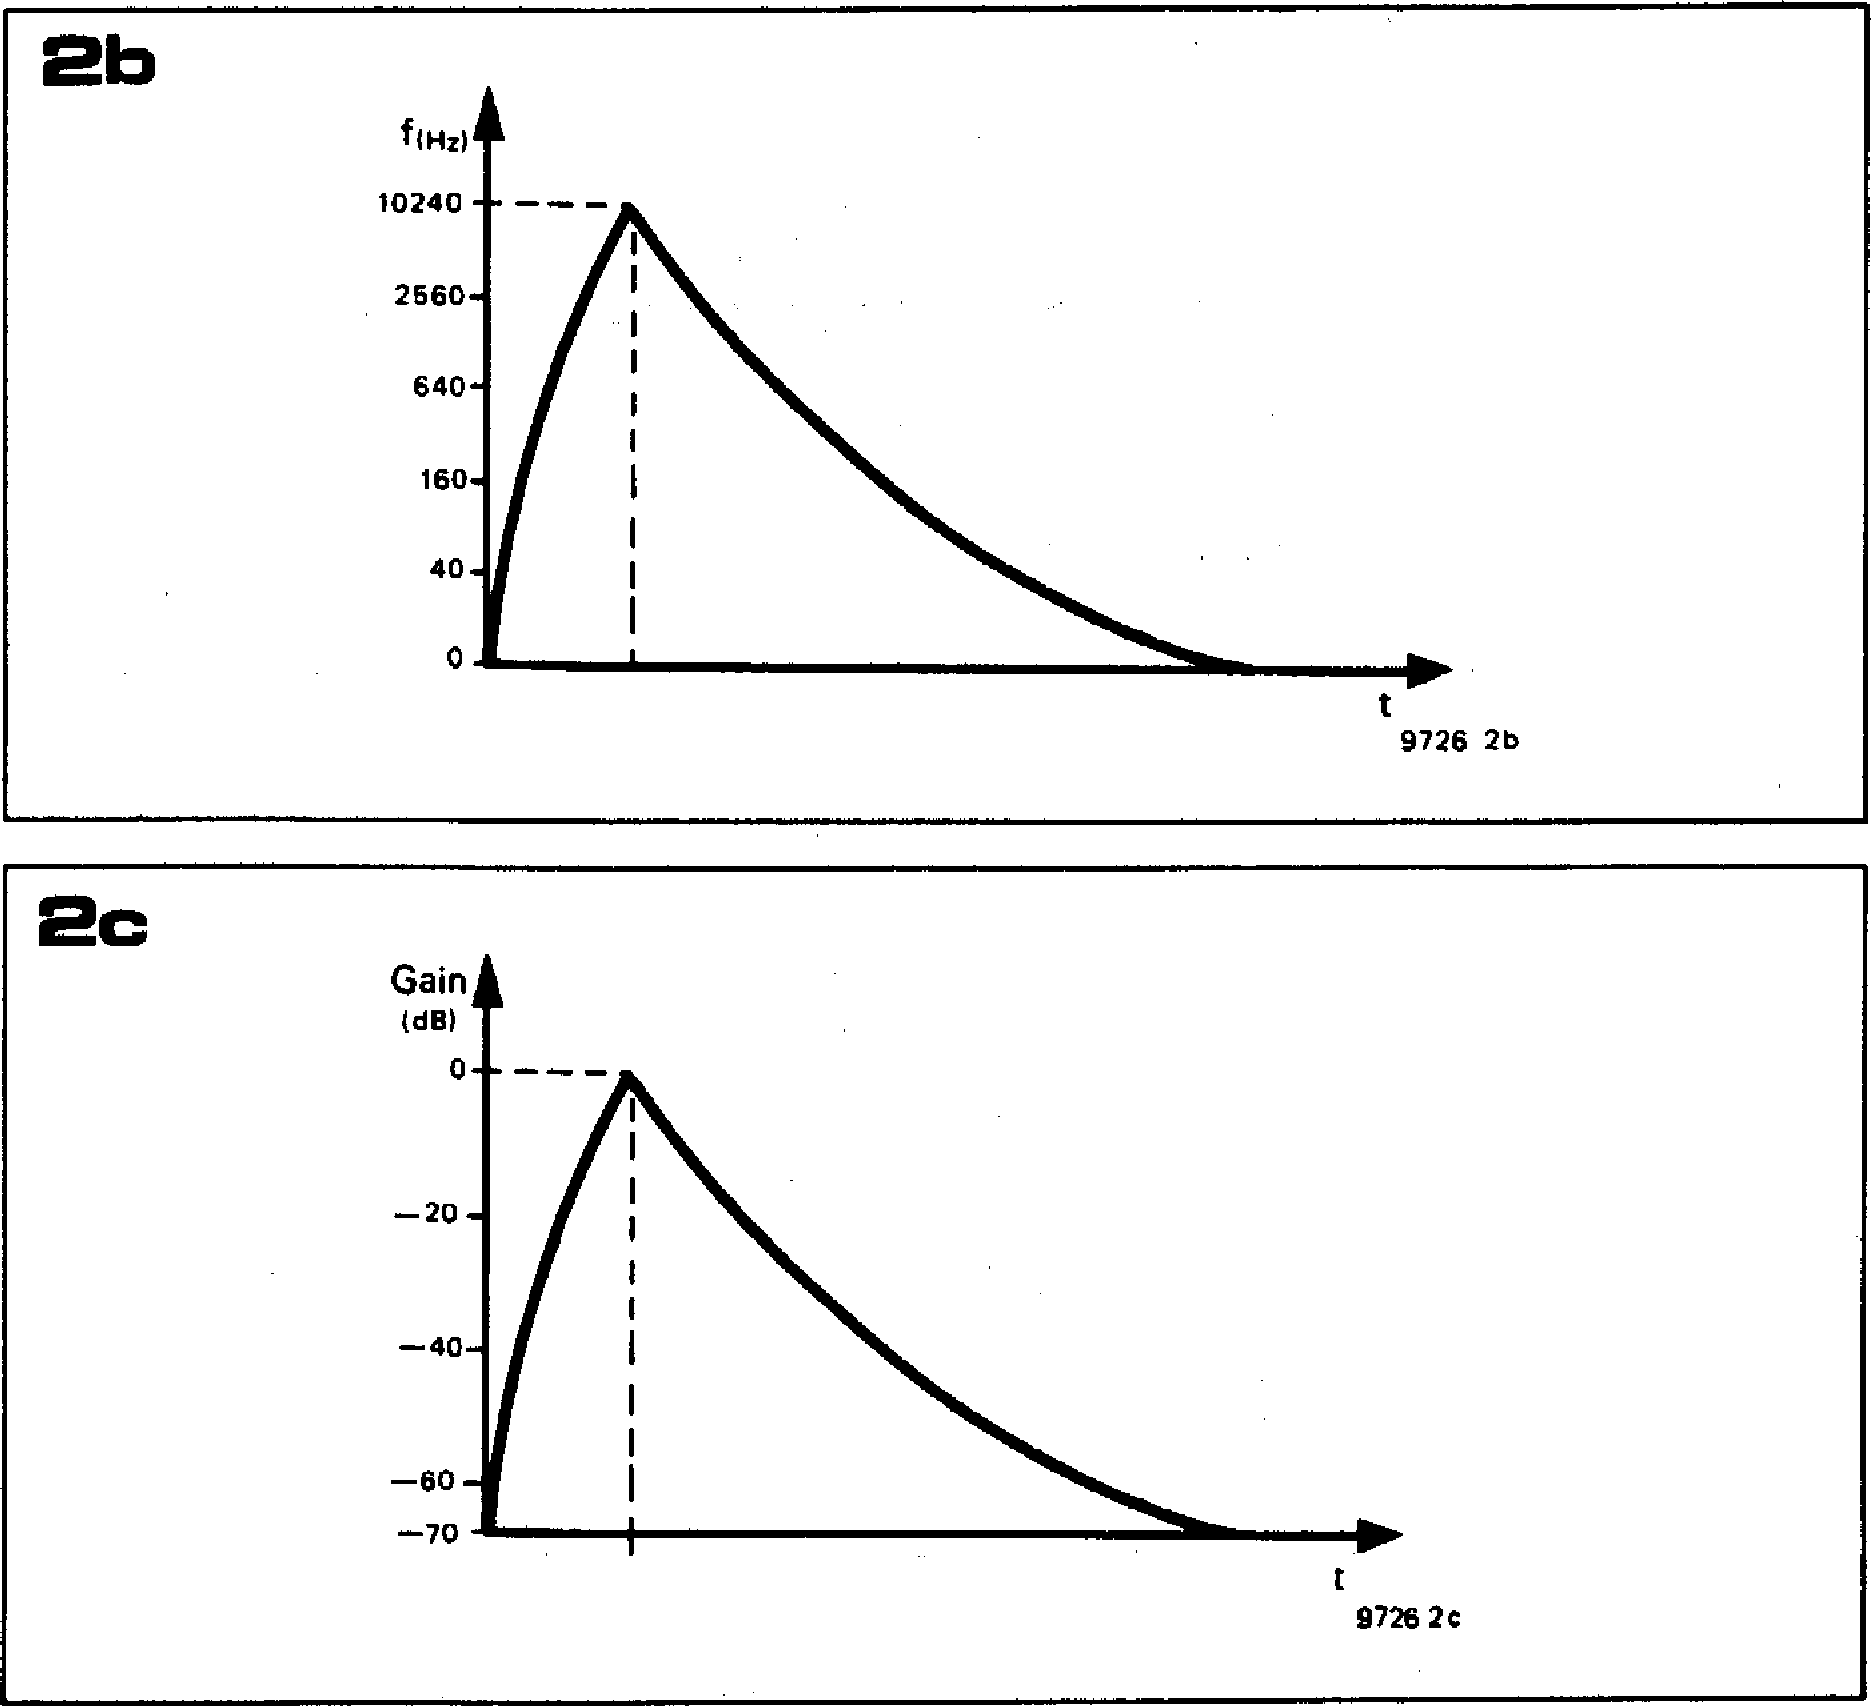 2b
f(Hz)
10240
2560
640
160
40
0
t
9726 2b
2c
Gain
(dB)
0
—20
—40
—60
—70
t
9726 2c